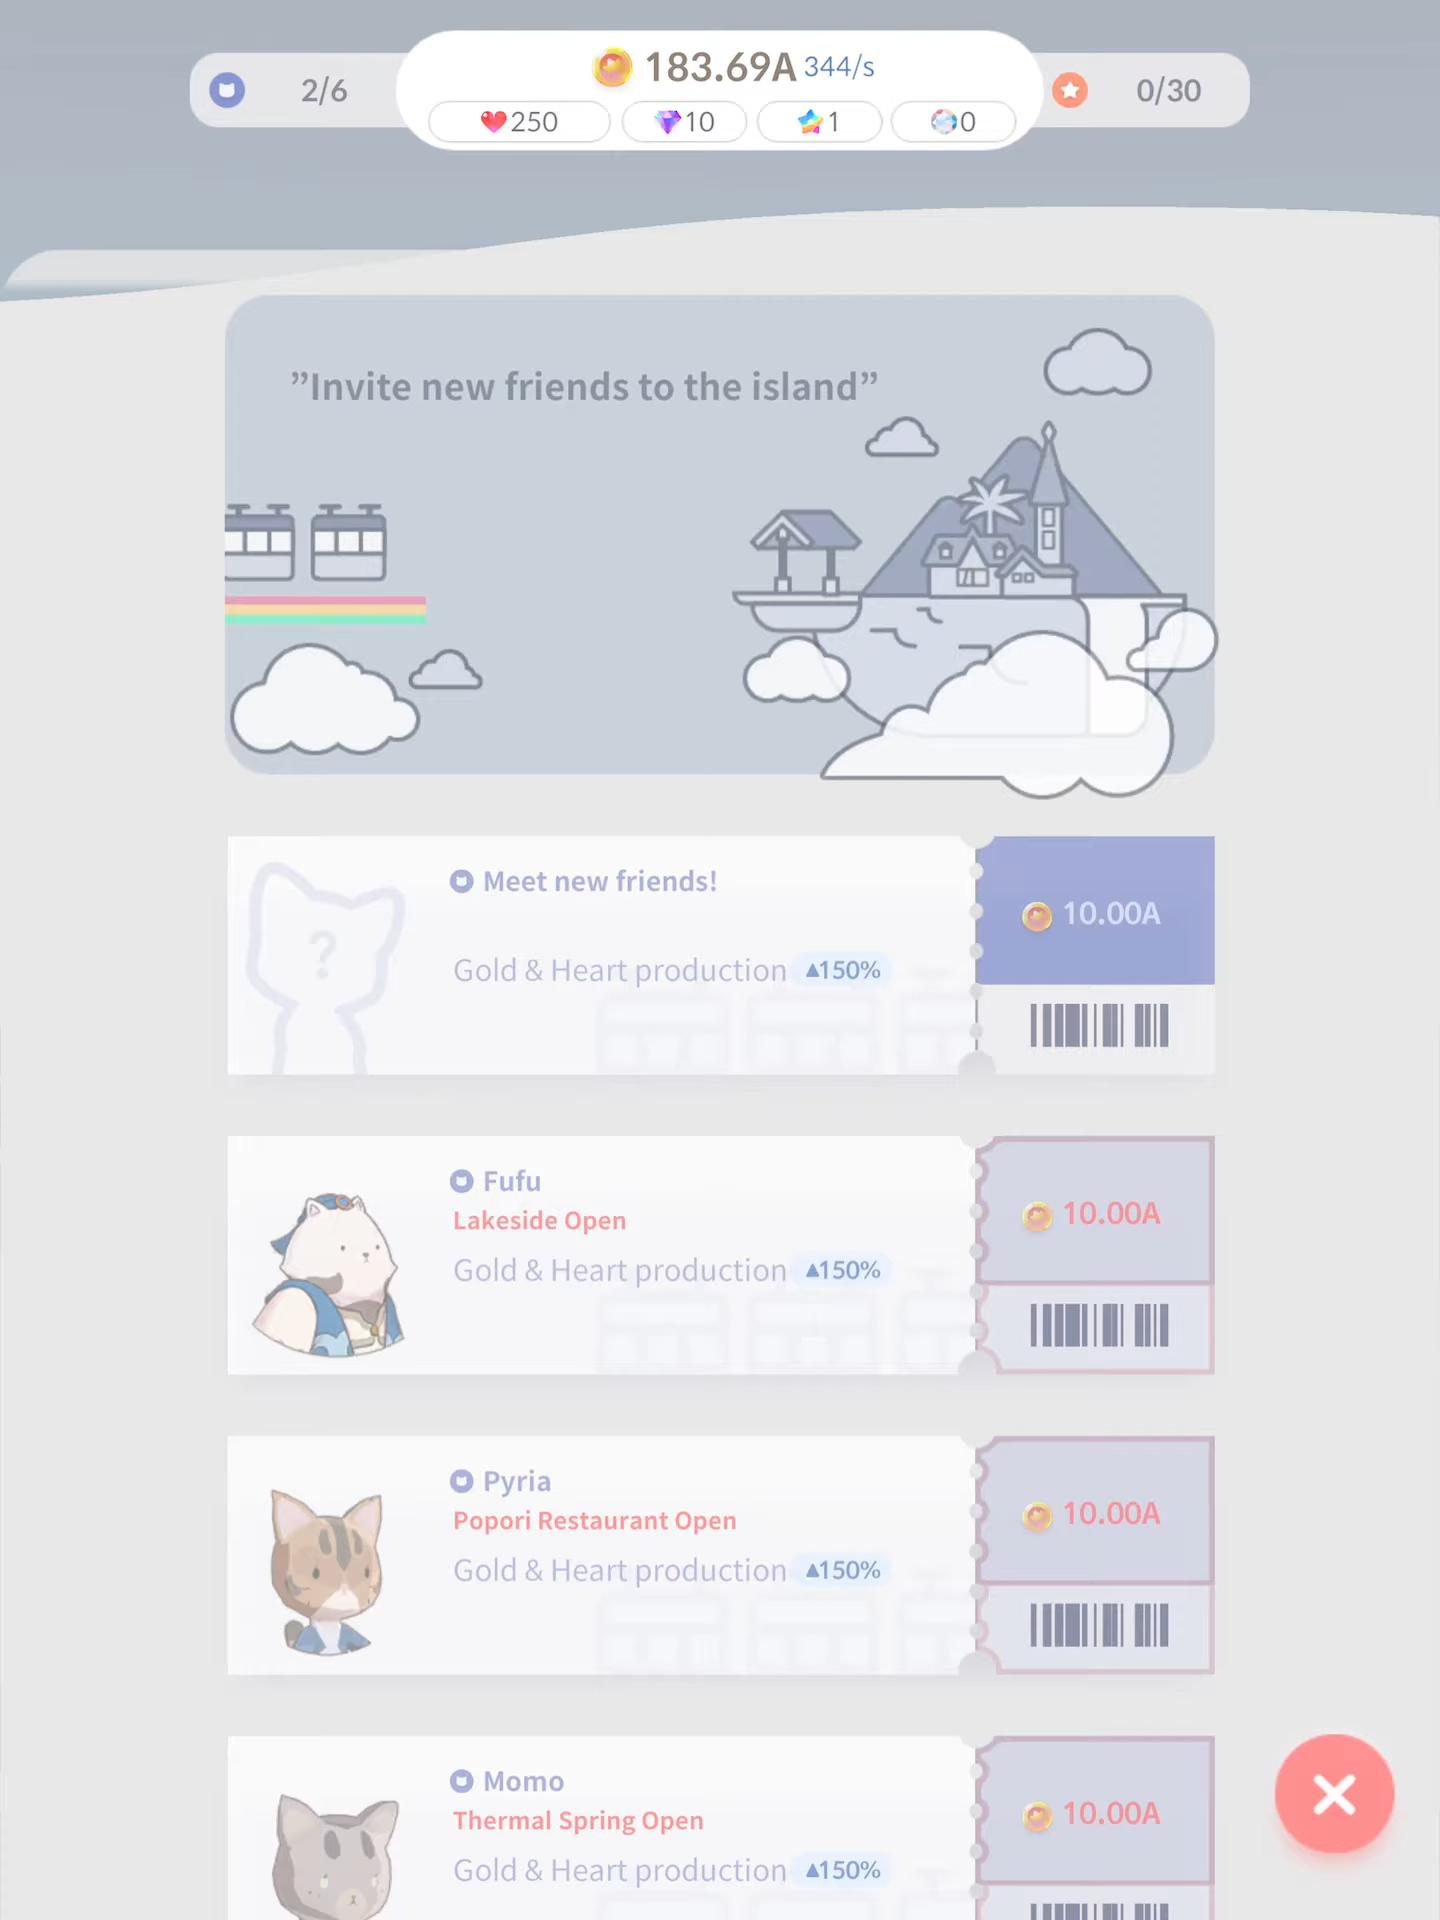 2/6
183.69A 344/s
0/30
250
10
1
0
”Invite new friends to the island”
Meet new friends!
10.00A
?
Gold & Heart production ▲150%
Fufu
Lakeside Open
10.00A
Gold & Heart production ▲150%
Pyria
Popori Restaurant Open
10.00A
Gold & Heart production ▲150%
Momo
Thermal Spring Open
10.00A
Gold & Heart production ▲150%